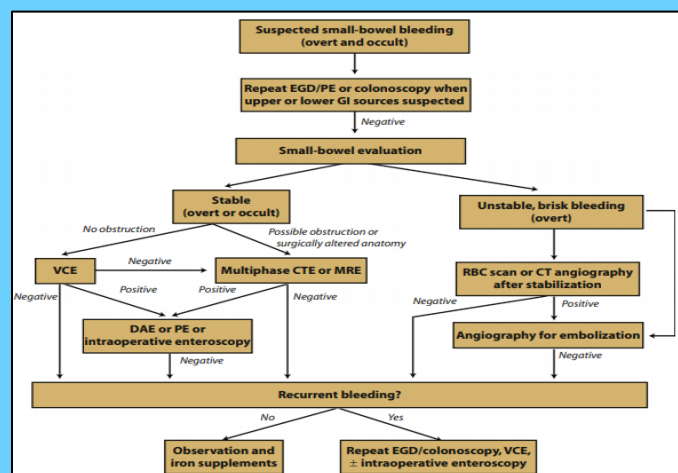 Suspected small-bowel bleeding
(overt and occult)
Repeat EGD/PE or colonoscopy when
upper or lower GI sources suspected
Negative
Small-bowel evaluation
Stable
(overt or occult)
Unstable, brisk bleeding
(overt)
No obstruction
Possible obstruction or
surgically altered anatomy
VCE
Negative
Multiphase CTE or MRE
RBC scan or CT angiography
after stabilization
Negative
Positive
Positive
Negative
Negative
Positive
DAE or PE or
intraoperative enteroscopy
Angiography for embolization
Negative
Negative
Recurrent bleeding?
No
Yes
Observation and
iron supplements
Repeat EGD/colonoscopy, VCE,
± intraoperative enteroscopy